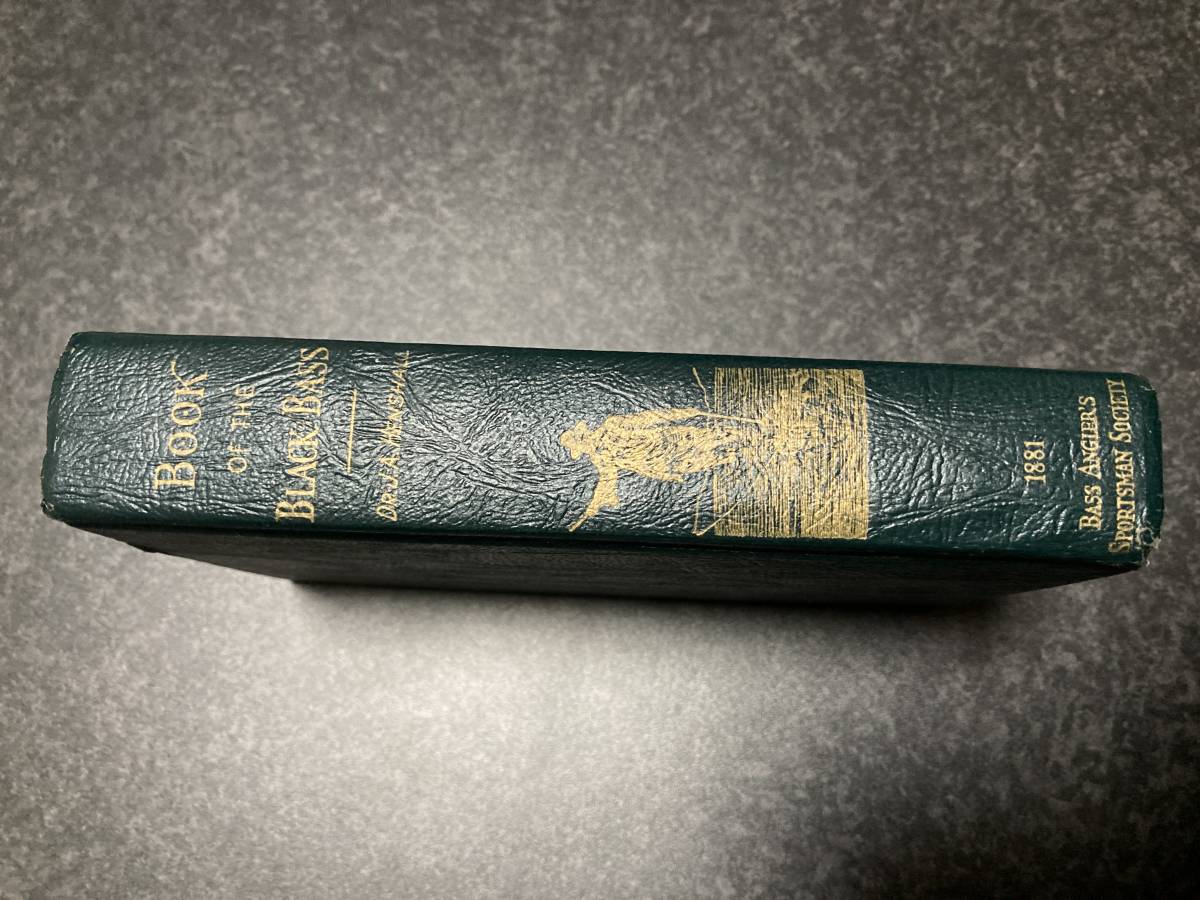 BOOK
OF THE
BLACK BASS
DR. J. A. HENSHALL
1881
BASS ANGLER'S
SPORTSMAN SOCIETY